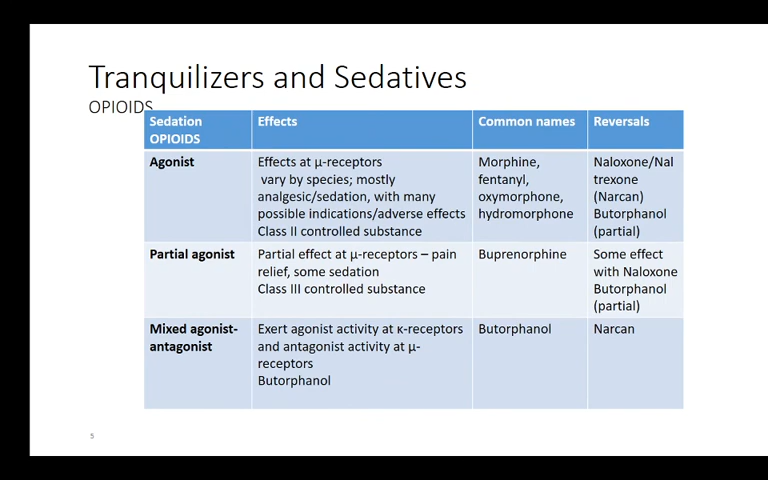 Tranquilizers and Sedatives
OPIOIDS
Sedation
OPIOIDS
Effects
Common names
Reversals
Agonist
Effects at μ-receptors
vary by species; mostly
analgesic/sedation, with many
possible indications/adverse effects
Class II controlled substance
Morphine,
fentanyl,
oxymorphone,
hydromorphone
Naloxone/Nal
trexone
(Narcan)
Butorphanol
(partial)
Partial agonist
Partial effect at μ-receptors – pain
relief, some sedation
Class III controlled substance
Buprenorphine
Some effect
with Naloxone
Butorphanol
(partial)
Mixed agonist-
antagonist
Exert agonist activity at κ-receptors
and antagonist activity at μ-
receptors
Butorphanol
Butorphanol
Narcan
5